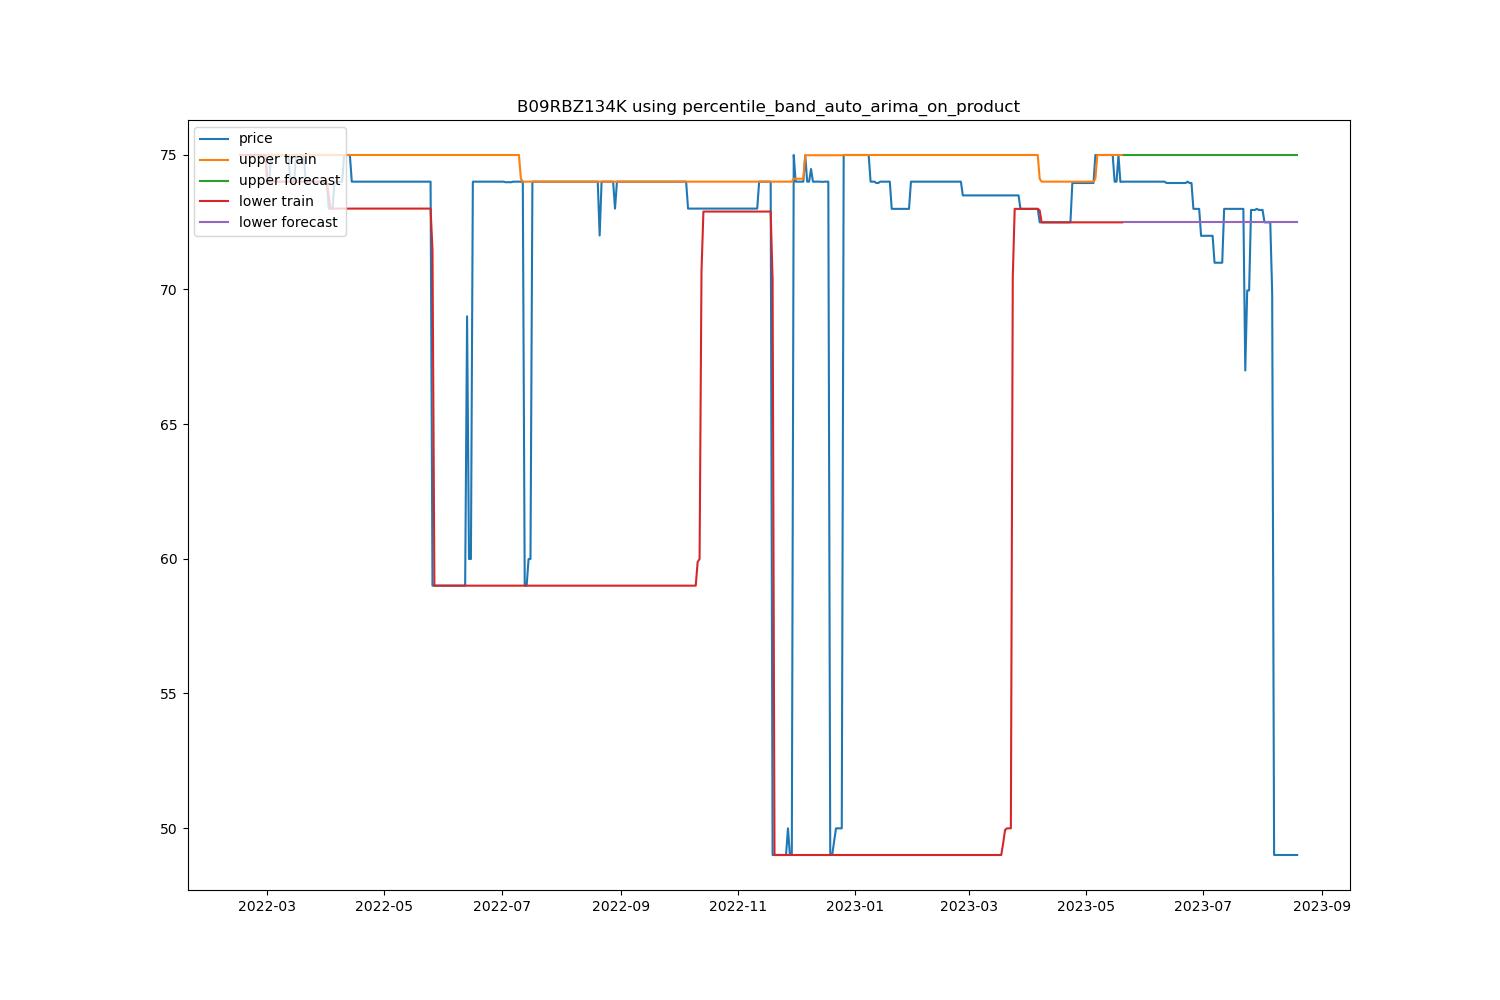 B09RBZ134K using percentile_band_auto_arima_on_product
price
upper train
upper forecast
lower train
lower forecast
75
70
65
60
55
50
2022-03 2022-05 2022-07 2022-09 2022-11 2023-01 2023-03 2023-05 2023-07 2023-09